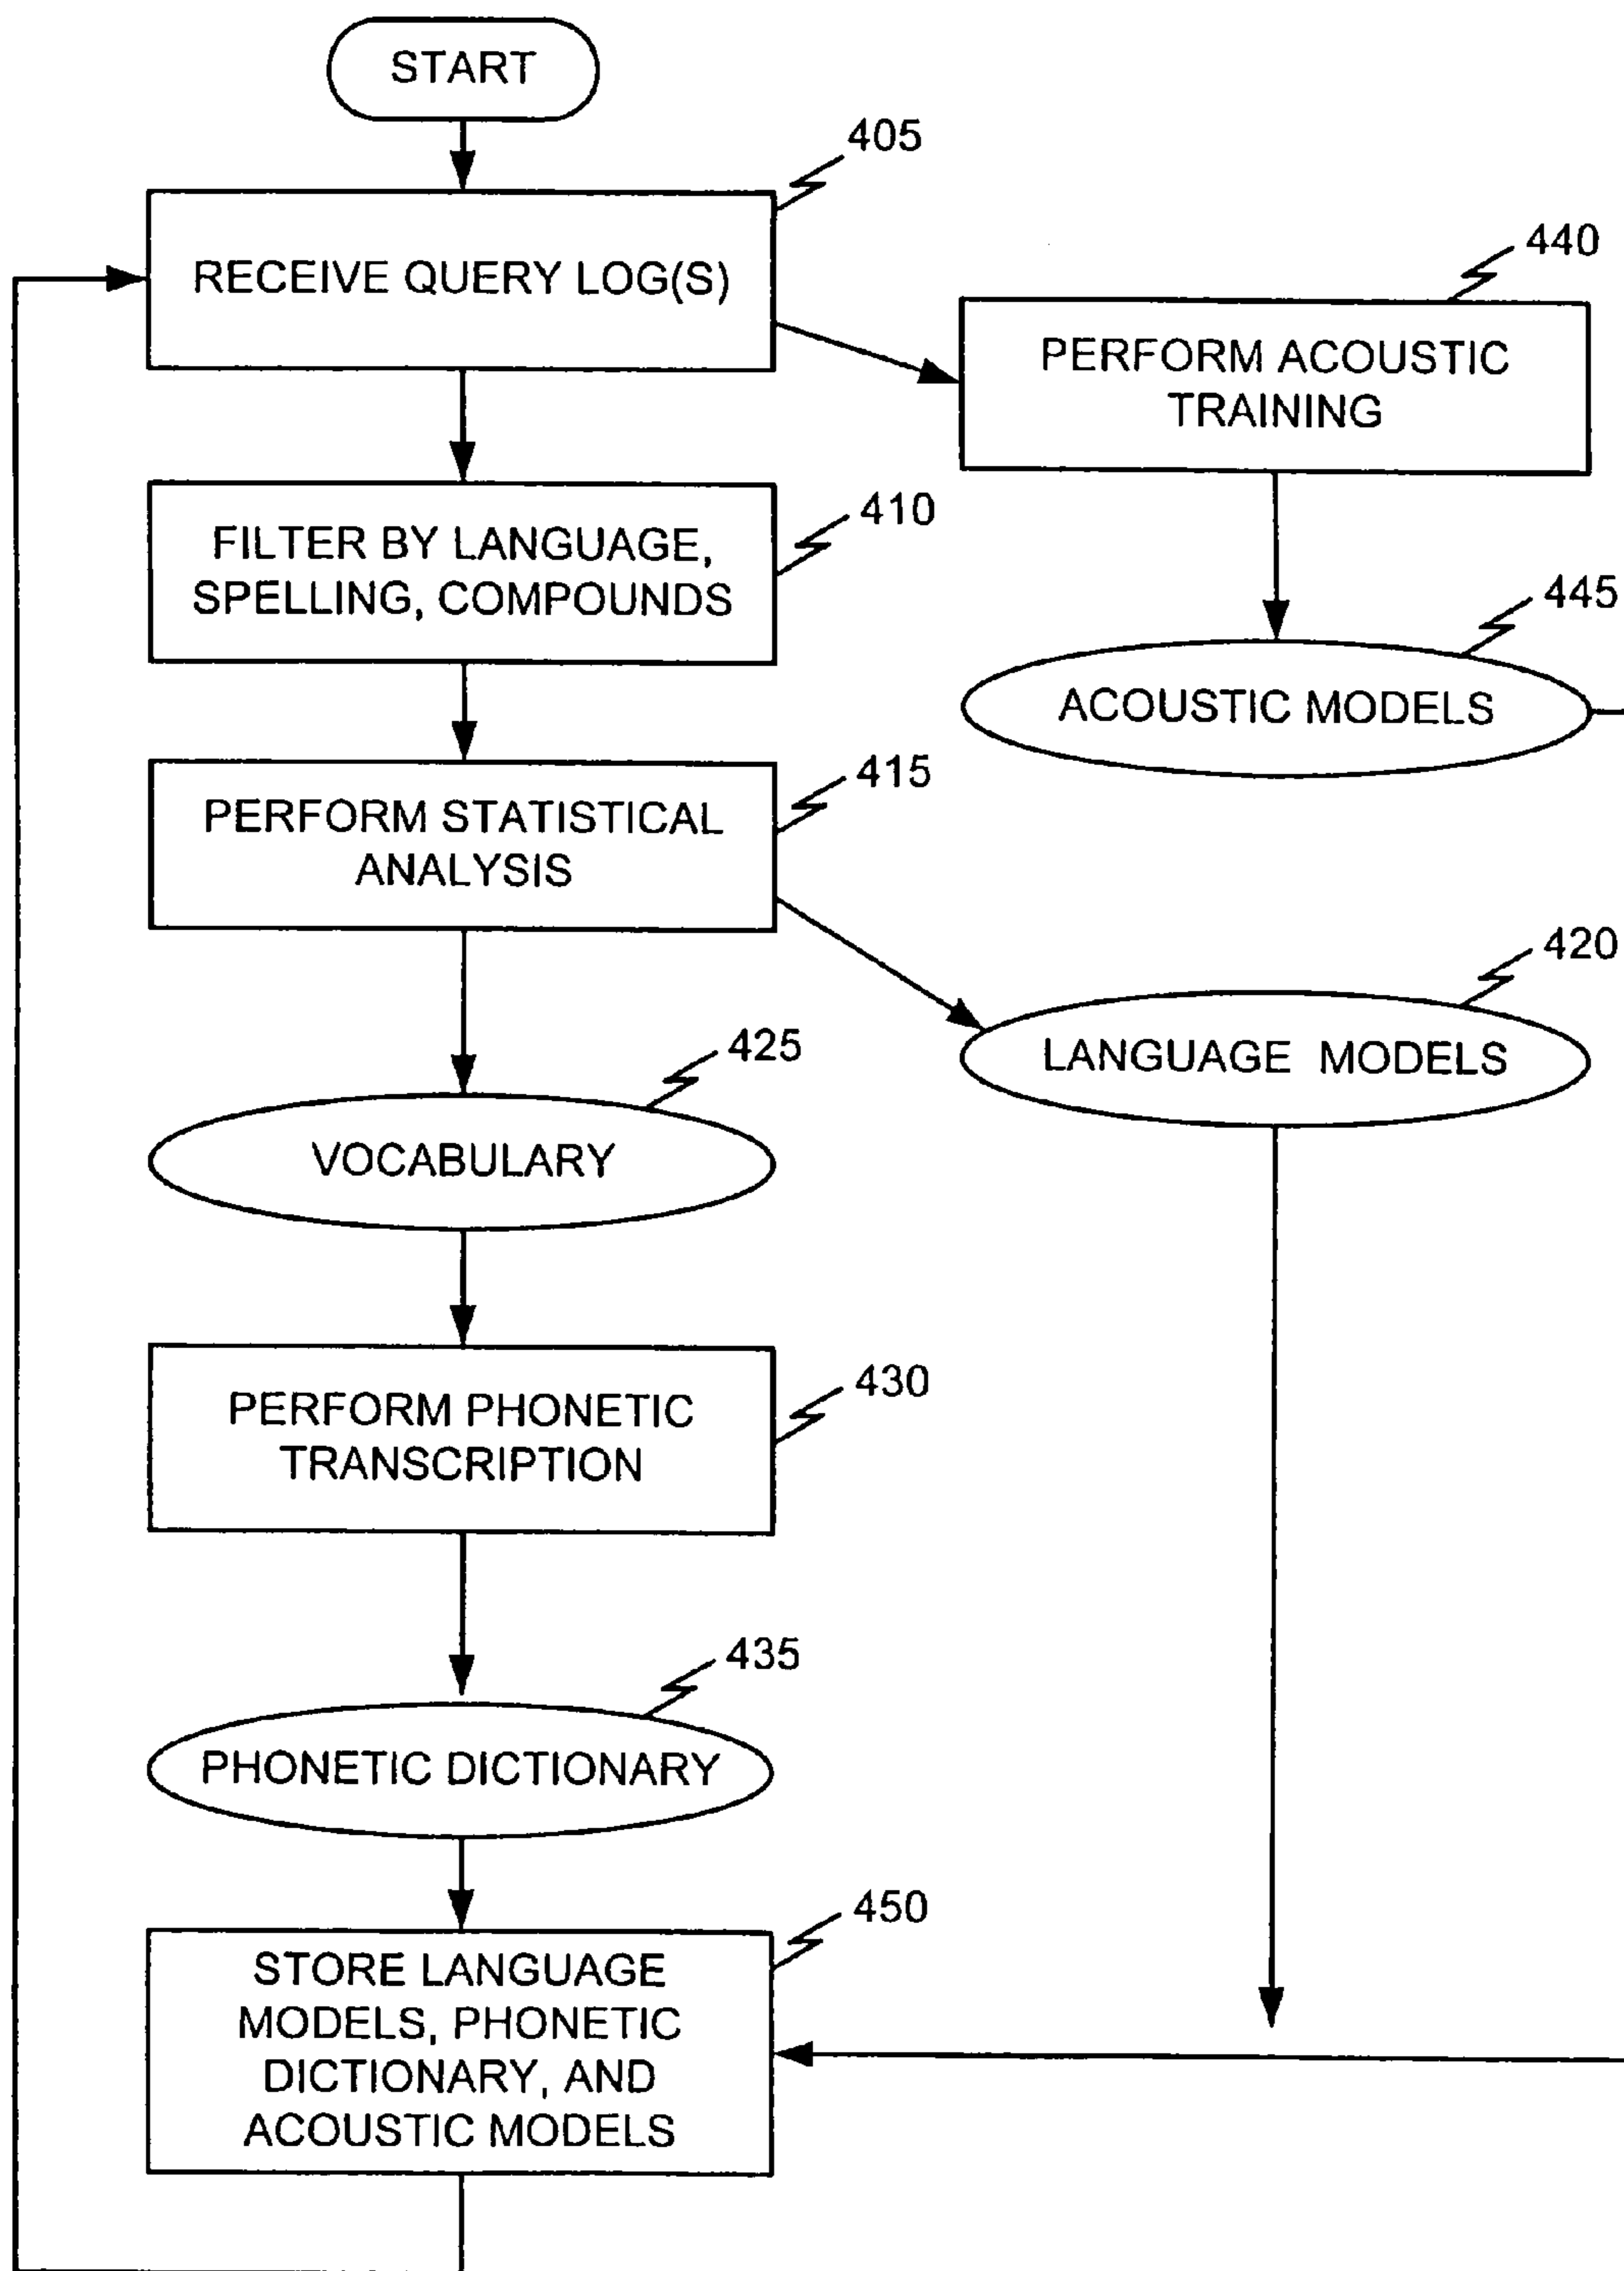 START
405
RECEIVE QUERY LOG(S)
440
PERFORM ACOUSTIC
TRAINING
410
FILTER BY LANGUAGE,
SPELLING, COMPOUNDS
445
ACOUSTIC MODELS
415
PERFORM STATISTICAL
ANALYSIS
420
LANGUAGE MODELS
425
VOCABULARY
430
PERFORM PHONETIC
TRANSCRIPTION
435
PHONETIC DICTIONARY
450
STORE LANGUAGE
MODELS, PHONETIC
DICTIONARY, AND
ACOUSTIC MODELS